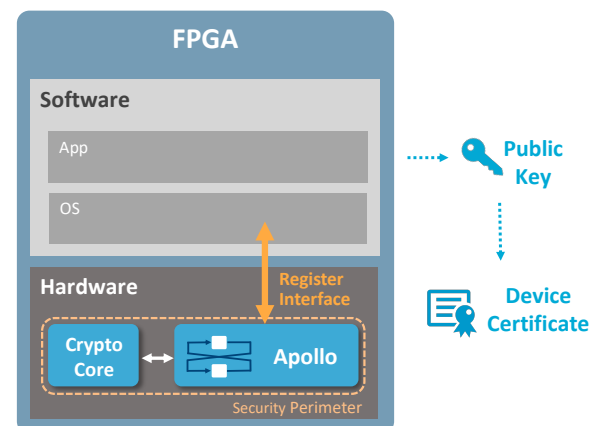 FPGA
Software
App
OS
Register
Interface
Hardware
Crypto
Core
Apollo
Security Perimeter
Public
Key
Device
Certificate